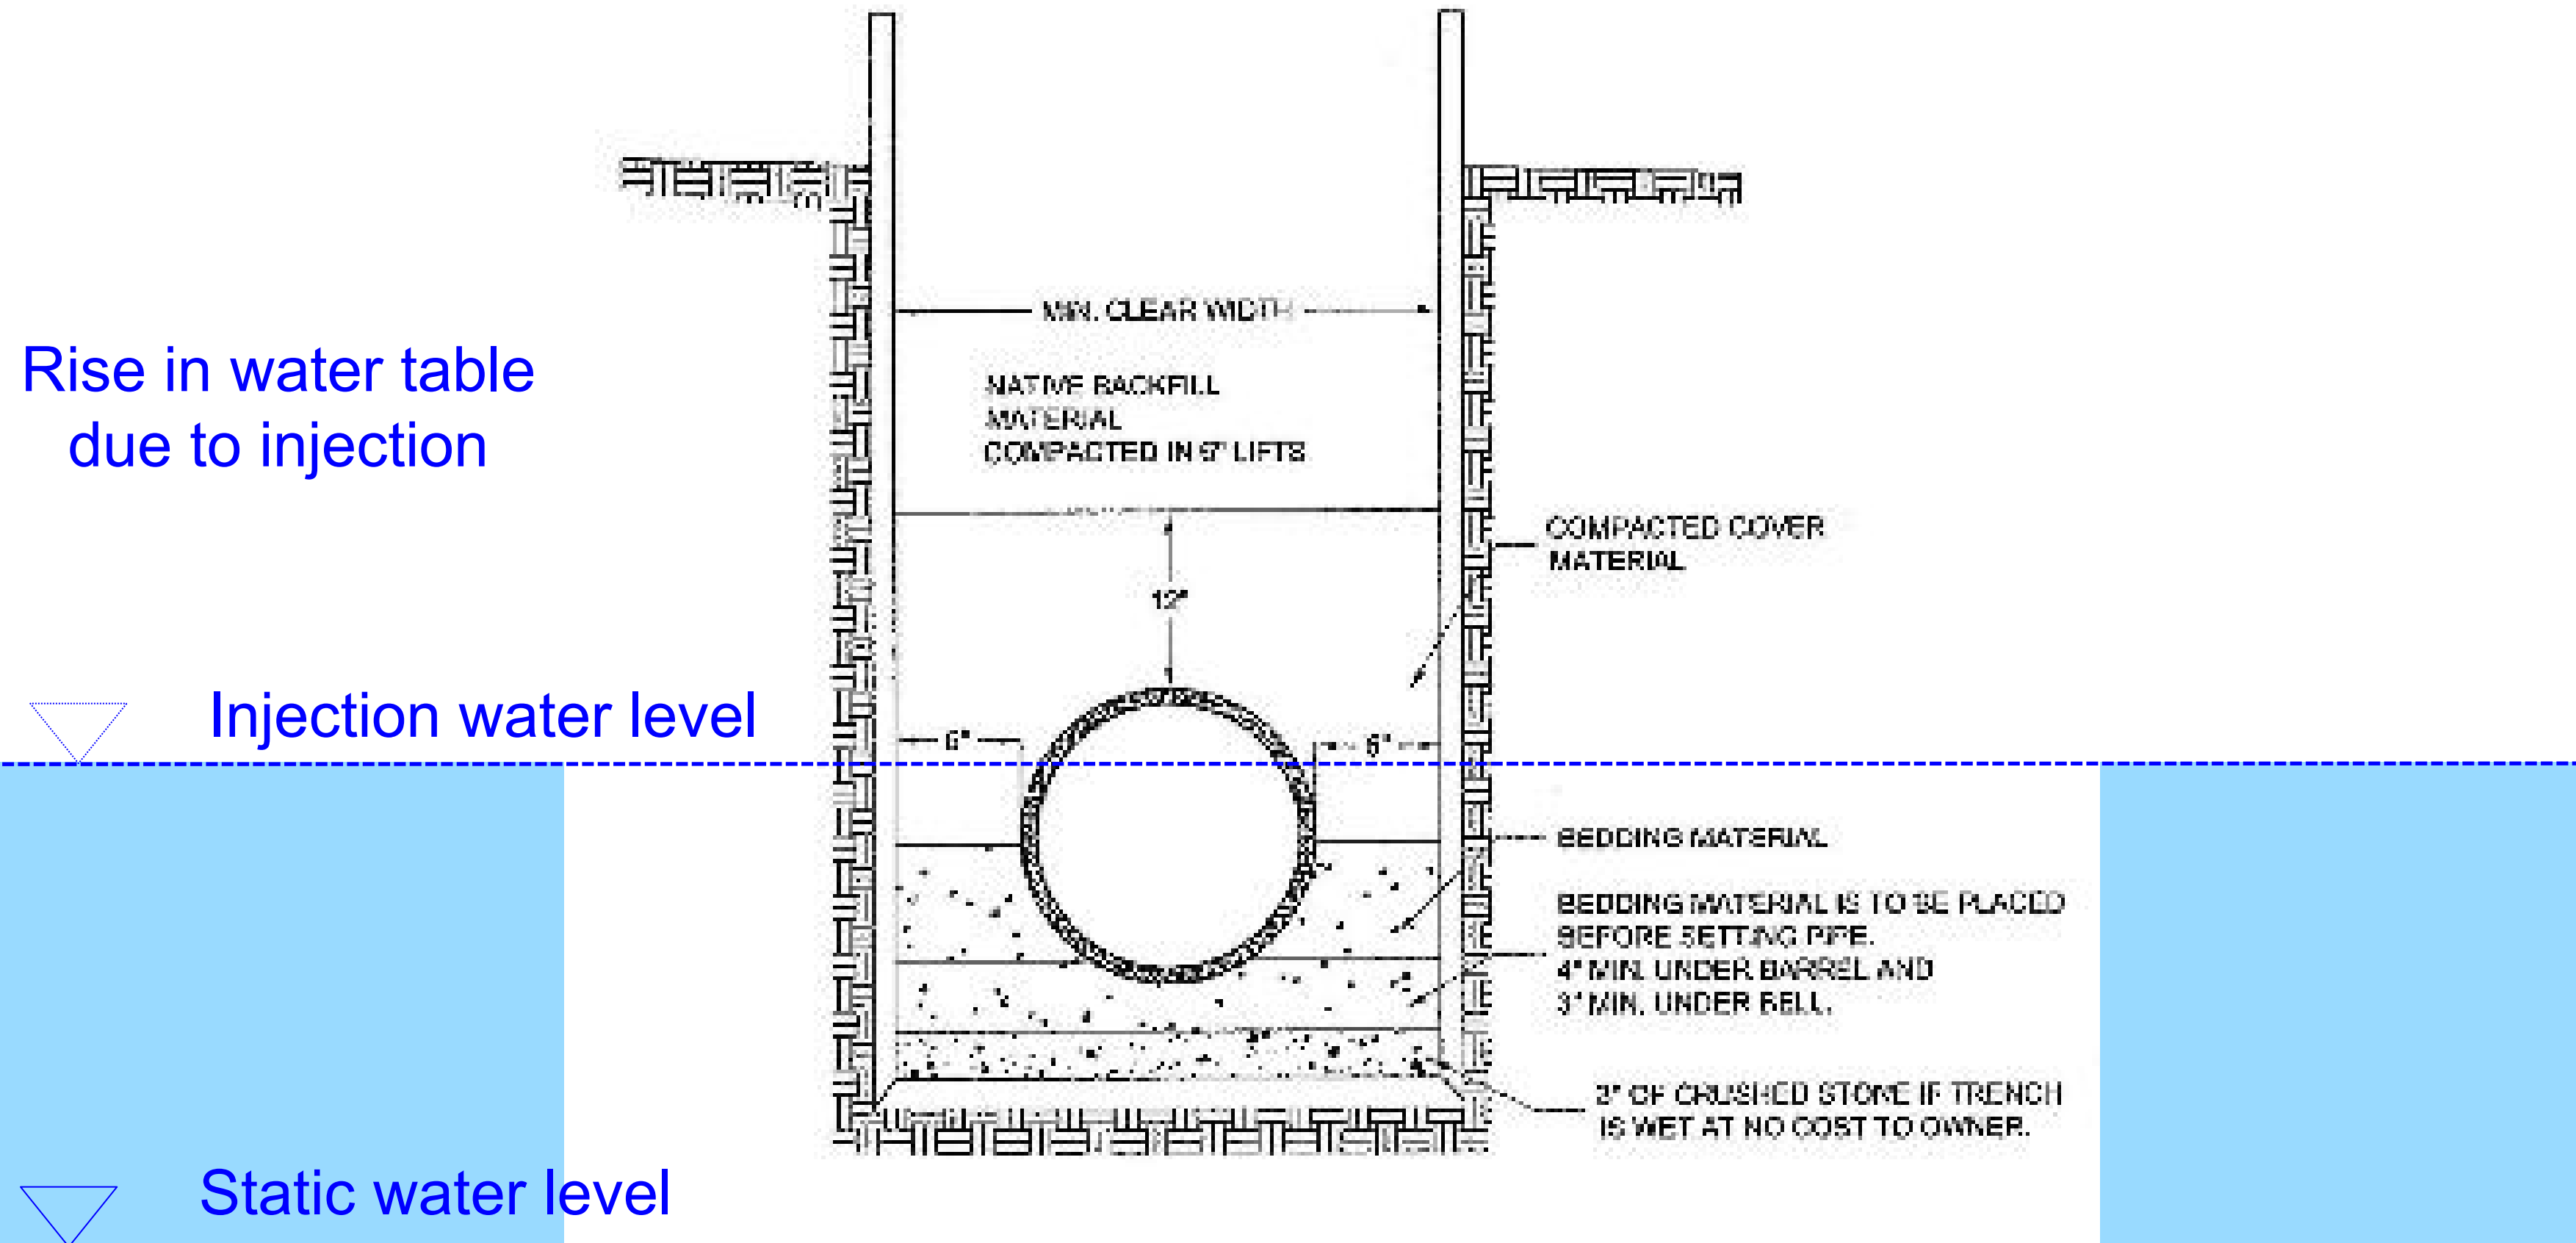 MIN. CLEAR WIDTH
Rise in water table
due to injection
NATIVE BACKFILL
MATERIAL
COMPACTED IN LIFTS
COMPACTED COVER
MATERIAL
12"
Injection water level
6" 6"
BEDDING MATERIAL
BEDDING MATERIAL IS TO BE PLACED
BEFORE SETTING PIPE.
4" MIN. UNDER BARREL AND
3" MIN. UNDER BELL.
OF CRUSHED STONE IF TRENCH
IS WET AT NO COST TO OWNER.
Static water level